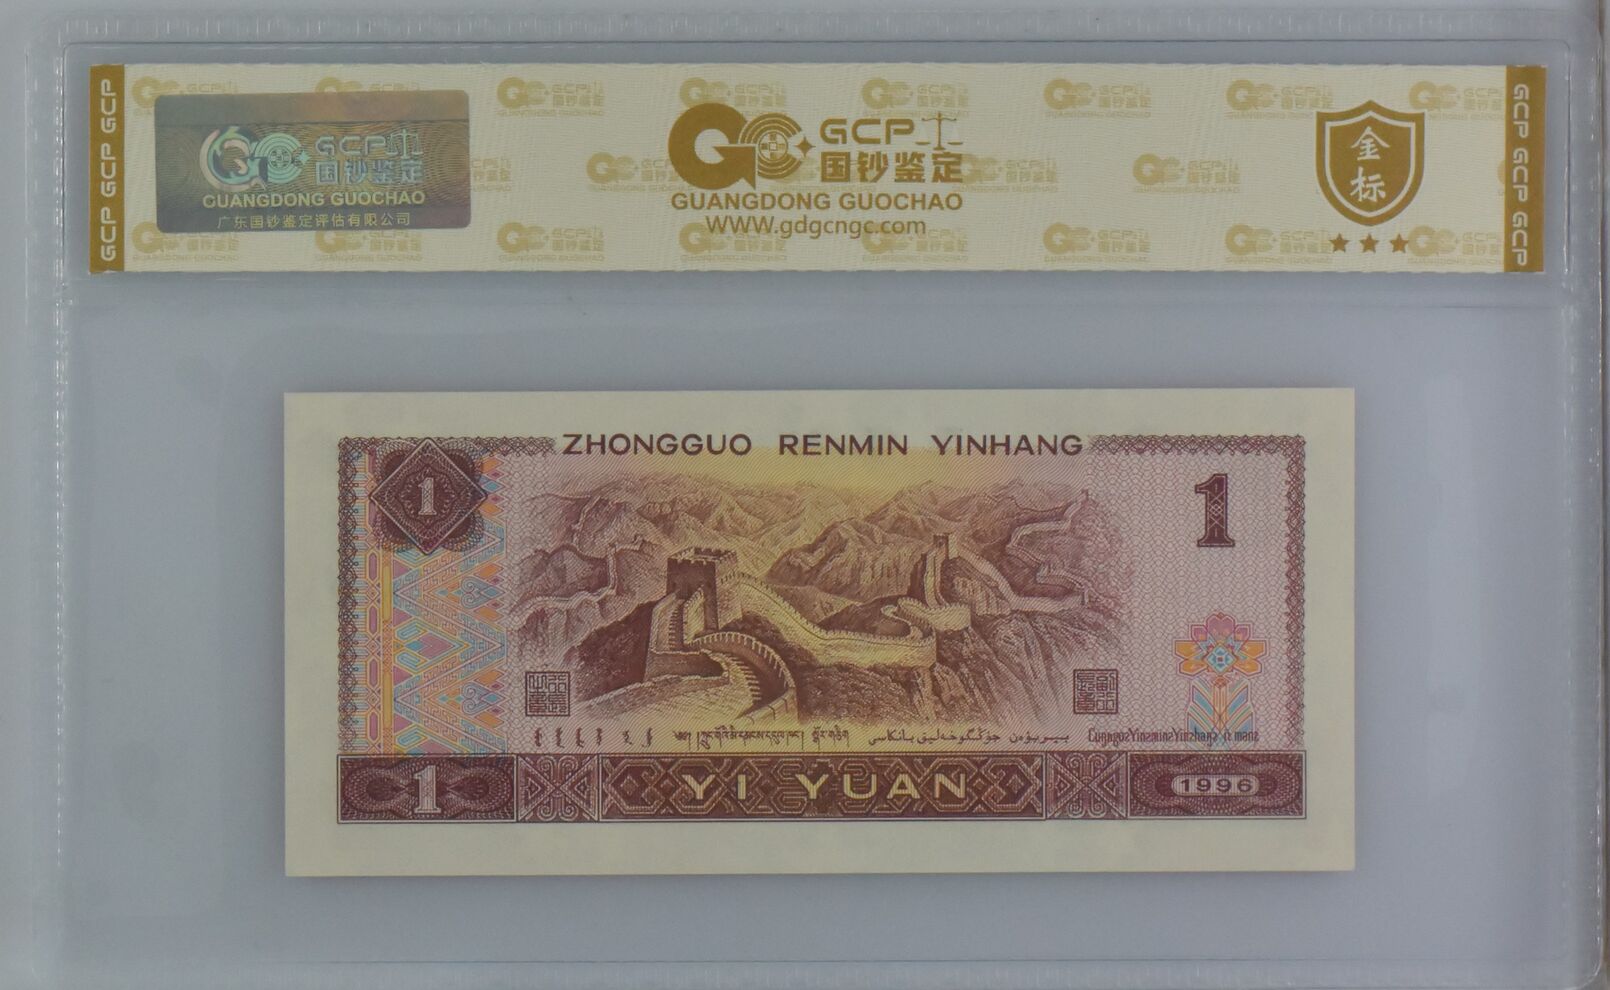 GCP GCP GCP
GCP
国钞鉴定
GUANGDONG GUOCHAO
广东国钞鉴定评估有限公司
GCP
国钞鉴定
GUANGDONG GUOCHAO
WWW.gdgcngc.com
金标
GCP GCP GCP
ZHONGGUO RENMIN YINHANG
1
1
YI YUAN
1
1996